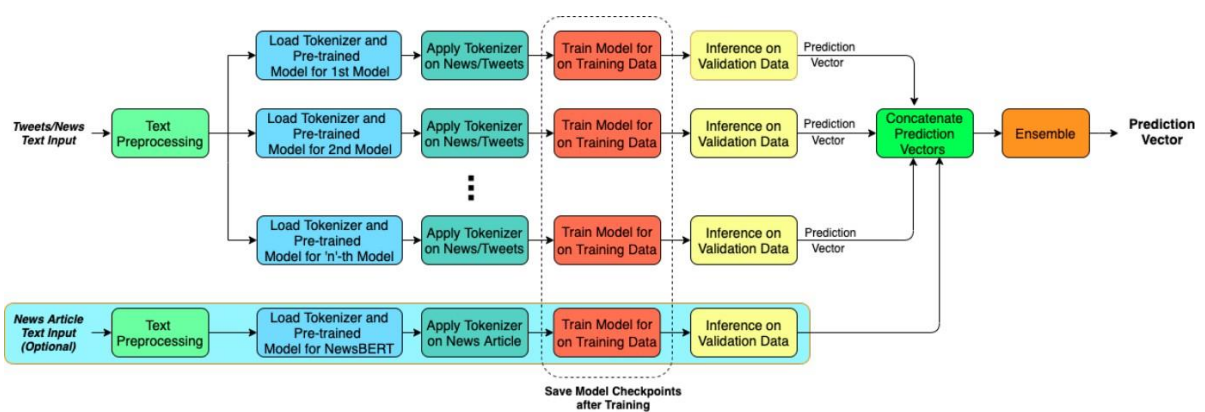 Tweets/News
Text Input
Text
Preprocessing
Load Tokenizer and
Pre-trained
Model for 1st Model
Apply Tokenizer
on News/Tweets
Train Model for
on Training Data
Inference on
Validation Data
Prediction
Vector
Load Tokenizer and
Pre-trained
Model for 2nd Model
Apply Tokenizer
on News/Tweets
Train Model for
on Training Data
Inference on
Validation Data
Prediction
Vector
Load Tokenizer and
Pre-trained
Model for 'n'-th Model
Apply Tokenizer
on News/Tweets
Train Model for
on Training Data
Inference on
Validation Data
Prediction
Vector
Concatenate
Prediction
Vectors
Ensemble
Prediction
Vector
News Article
Text Input
(Optional)
Text
Preprocessing
Load Tokenizer and
Pre-trained
Model for NewsBERT
Apply Tokenizer
on News Article
Train Model for
on Training Data
Inference on
Validation Data
Save Model Checkpoints
after Training